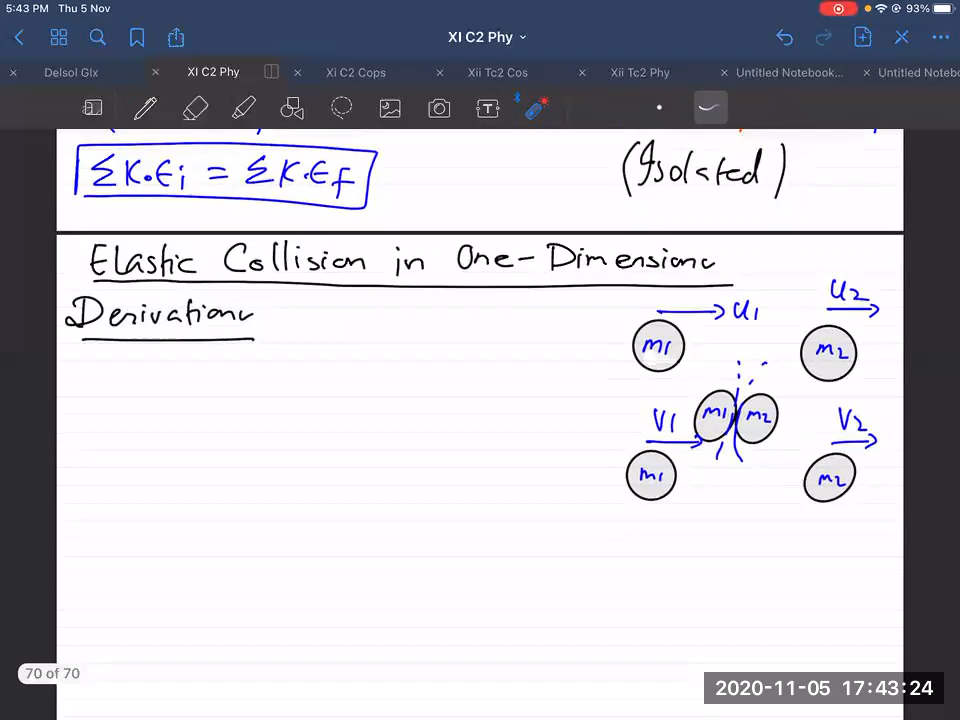 5:43 PM Thu 5 Nov
93%
XI C2 Phy
Delsol Glx
XI C2 Phy
Xi C2 Cops
Xii Tc2 Cos
Xii Tc2 Phy
Untitled Notebook...
Untitled Notebo
ΣK.Ei = ΣK.Ef
(Isolated)
Elastic Collision in One-Dimension
Derivation
u1
u2
m1
m2
m1
m2
V1
V2
m1
m2
70 of 70
2020-11-05 17:43:24